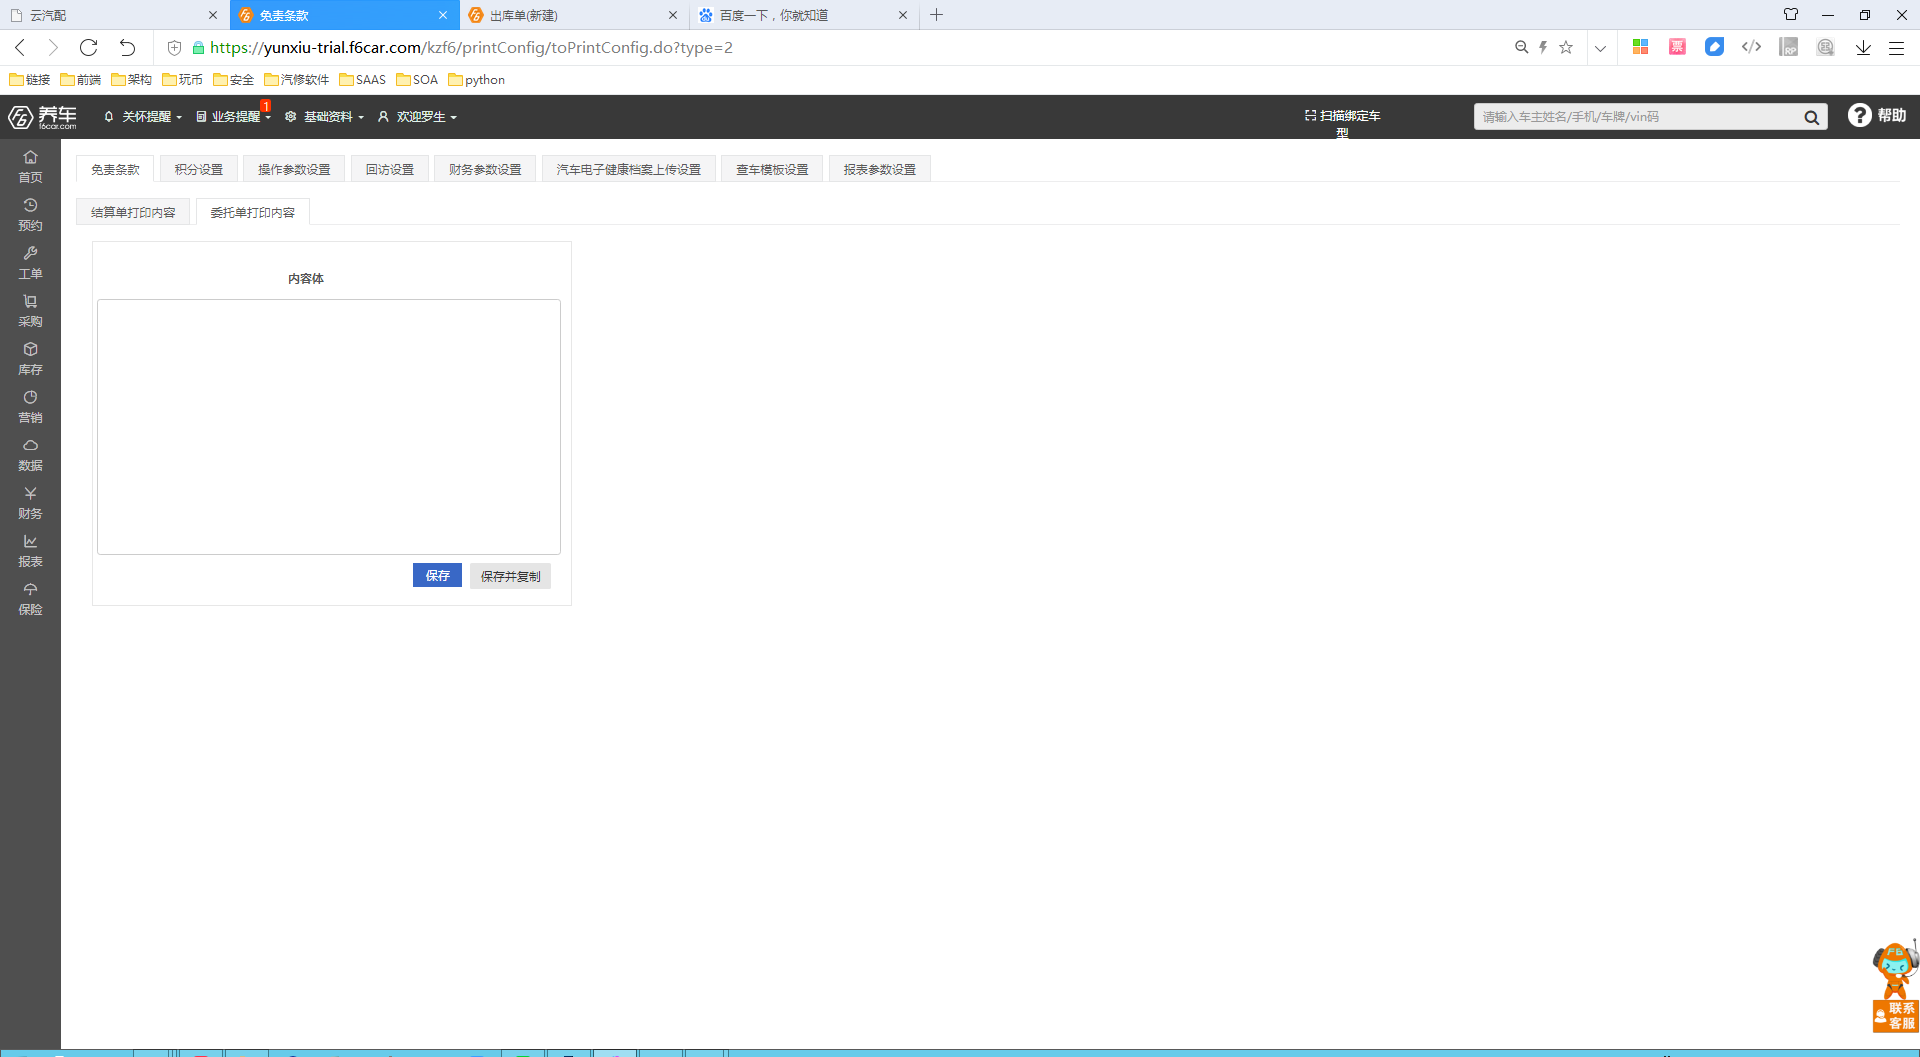 云汽配
免责条款
出库单(新建)
百度一下，你就知道
https://yunxiu-trial.f6car.com/kzf6/printConfig/toPrintConfig.do?type=2
票
RP
链接 前端 架构 玩币 安全 汽修软件 SAAS SOA python
F6 养车
f6car.com
关怀提醒 业务提醒 1 基础资料 欢迎罗生
扫描绑定车
型
请输入车主姓名/手机/车牌/vin码
帮助
首页
预约
工单
采购
库存
营销
数据
财务
报表
保险
免责条款 积分设置 操作参数设置 回访设置 财务参数设置 汽车电子健康档案上传设置 查车模板设置 报表参数设置
结算单打印内容 委托单打印内容
内容体
保存 保存并复制
F6
联系
客服